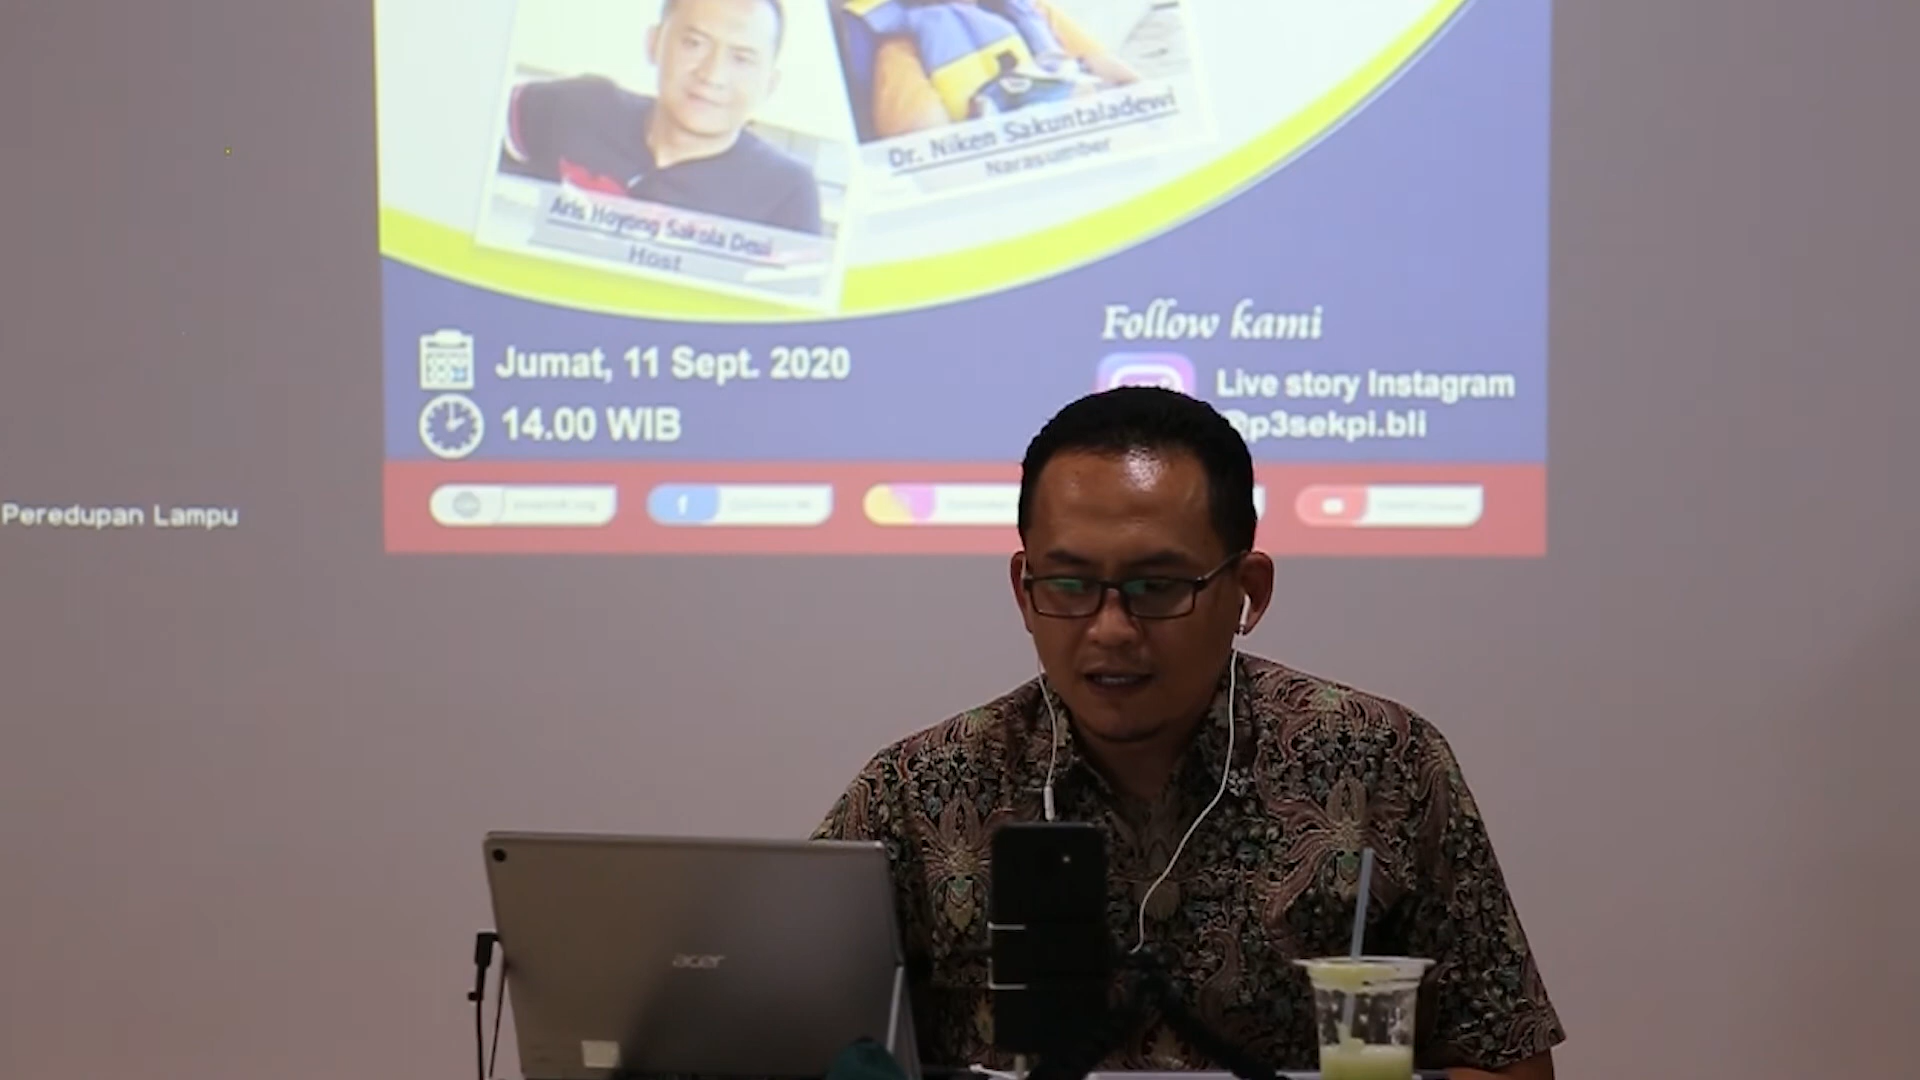 Dr. Niken Sakuntaladewi
Narasumber
Aris Hoyong Sakola Deui
Host
Jumat, 11 Sept. 2020
14.00 WIB
Follow kami
Live story Instagram
@p3sekpi.bli
Peredupan Lampu
acer